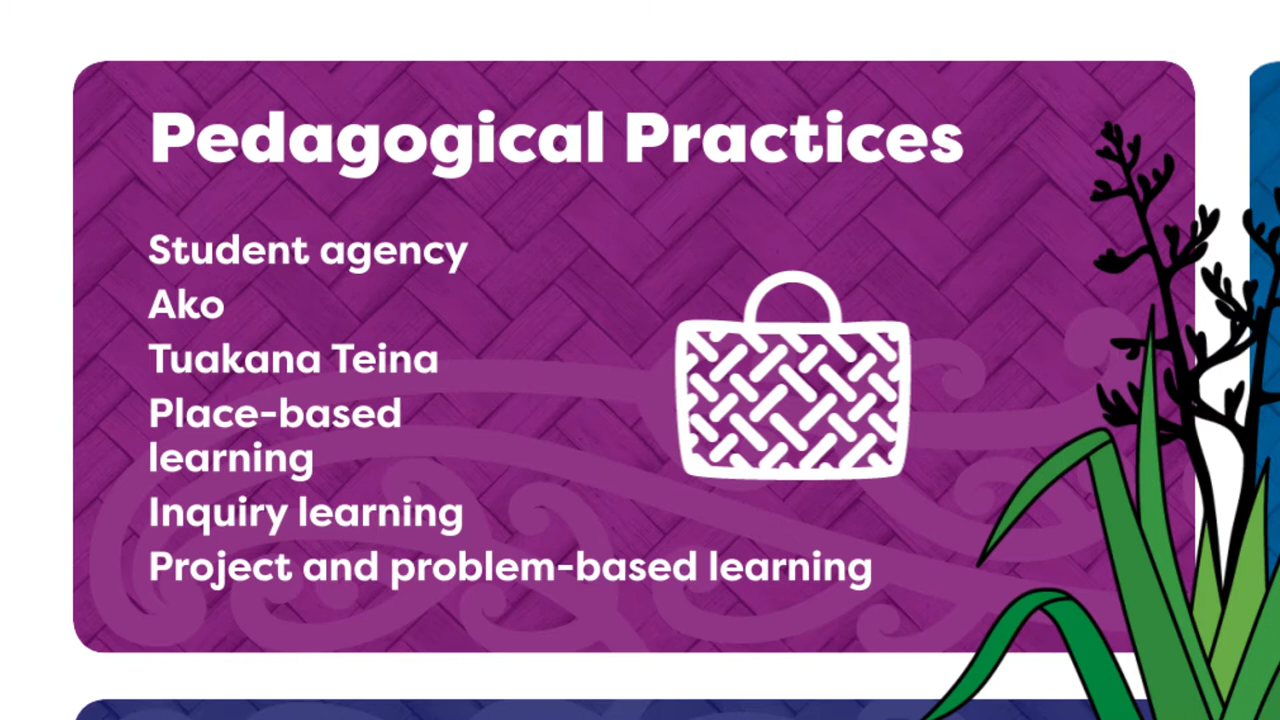 Pedagogical Practices
Student agency
Ako
Tuakana Teina
Place-based
learning
Inquiry learning
Project and problem-based learning